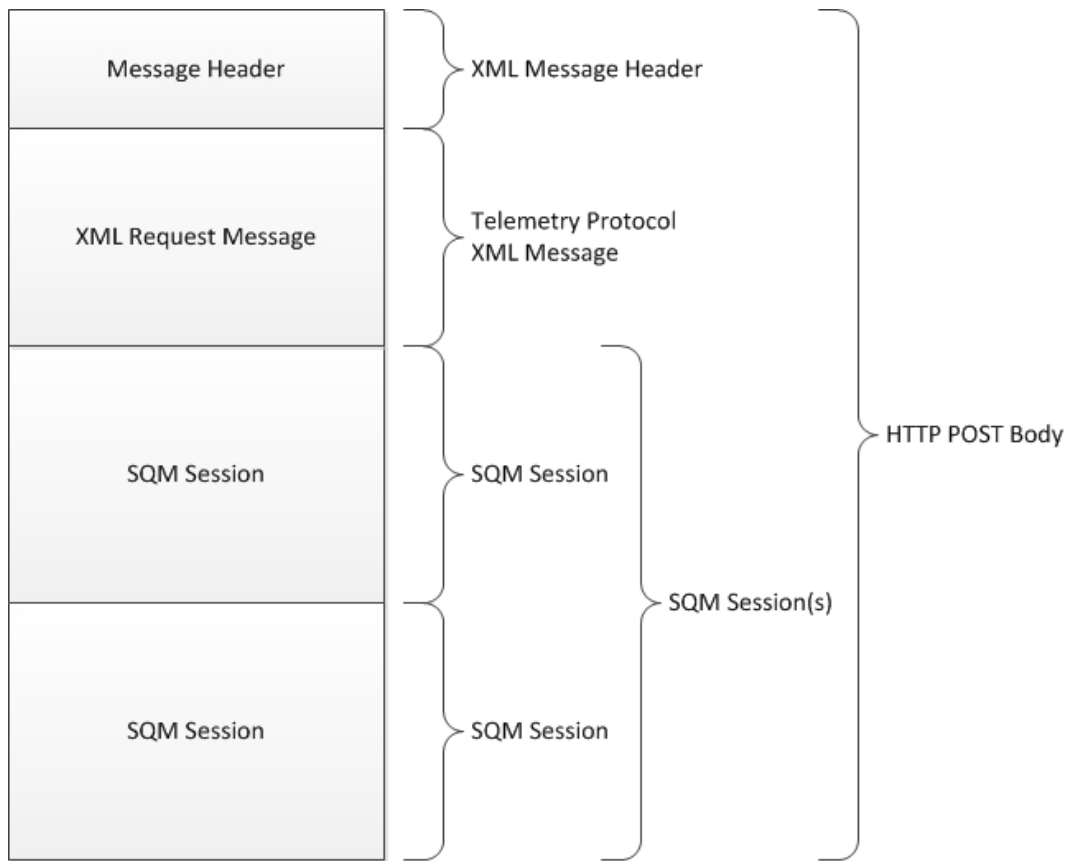 Message Header
XML Message Header
XML Request Message
Telemetry Protocol
XML Message
HTTP POST Body
SQM Session
SQM Session
SQM Session(s)
SQM Session
SQM Session